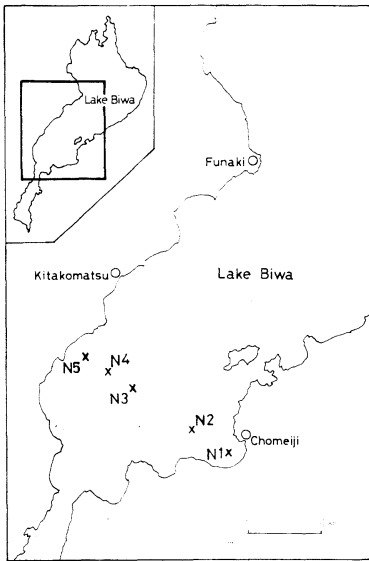 Lake Biwa
Funaki
Kitakomatsu
Lake Biwa
N5
N4
N3
N2
Chomeiji
N1